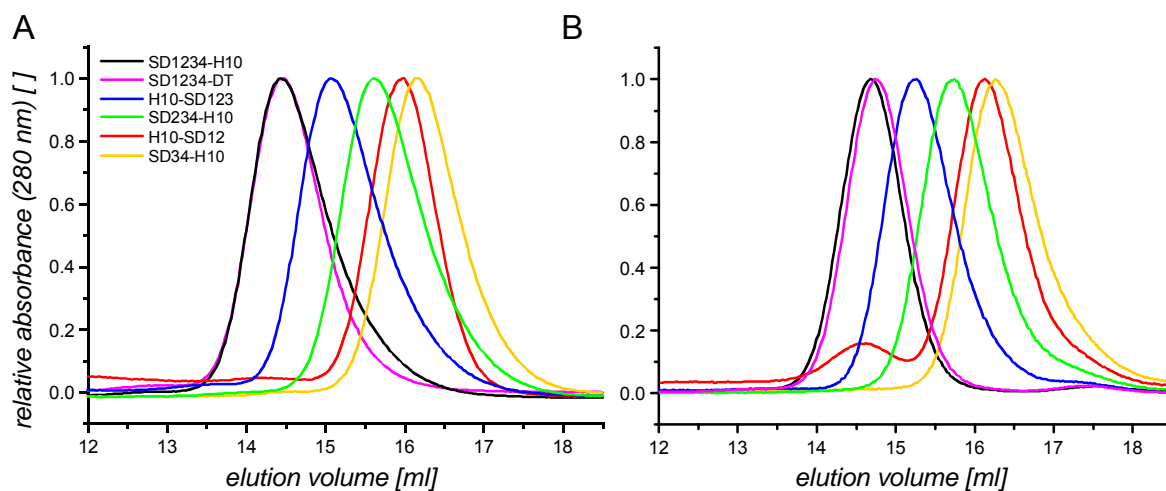 A
B
relative absorbance (280 nm) [ ]
1.0
0.8
0.6
0.4
0.2
0.0
SD1234-H10
SD1234-DT
H10-SD123
SD234-H10
H10-SD12
SD34-H10
12 13 14 15 16 17 18
elution volume [ml]
1.0
0.8
0.6
0.4
0.2
0.0
12 13 14 15 16 17 18
elution volume [ml]